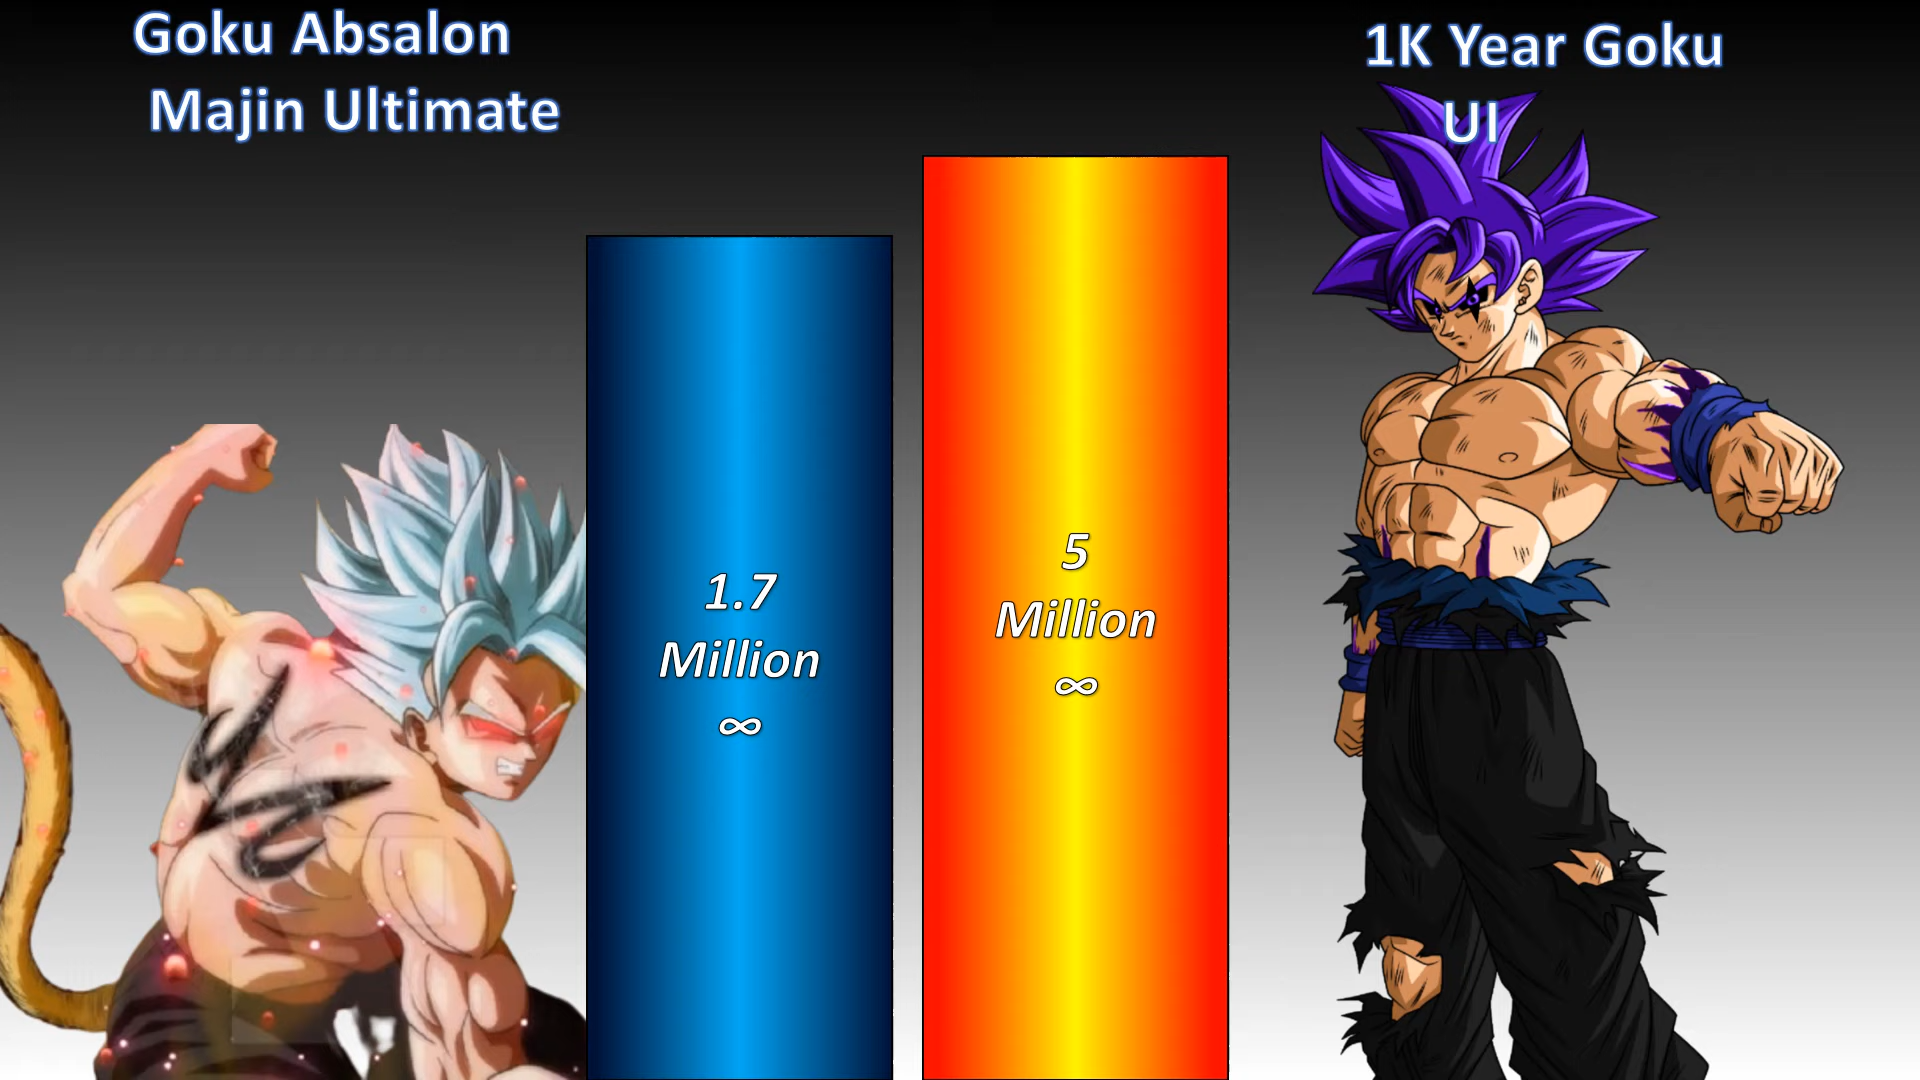 Goku Absalon
Majin Ultimate
1K Year Goku
UI
1.7
Million
∞
5
Million
∞